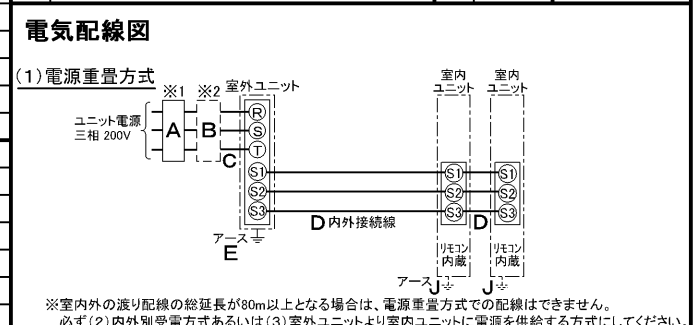 電気配線図
(1)電源重畳方式
※1 ※2 室外ユニット
室内ユニット 室内ユニット
ユニット電源
三相 200V
A B C
R
S
T
S1 S1 S1
S2 S2 S2
S3 S3 S3
D内外接続線 D
アース
E
リモコン内蔵 リモコン内蔵
アース J J
※室内外の渡り配線の総延長が80m以上となる場合は、電源重畳方式での配線はできません。
必ず(2)内外別受電方式あるいは(3)室外ユニットより室内ユニットに電源を供給する方式にしてください。